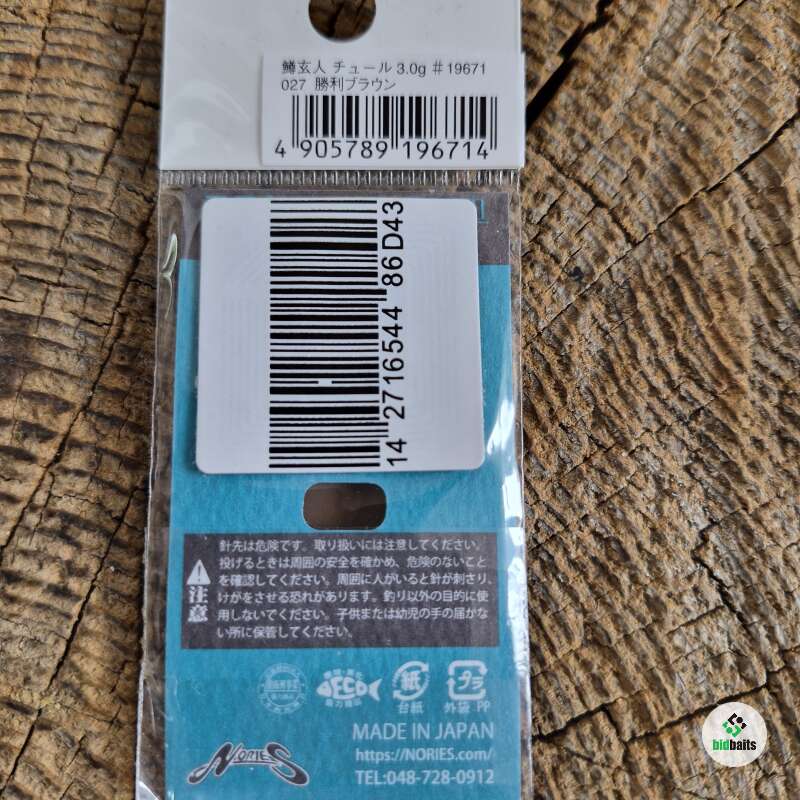 鱒玄人 チュール 3.0g #19671
027 勝利ブラウン
4 905789 196714
14 2716544 86 D43
針先は危険です。取り扱いには注意してください。
投げるときは周囲の安全を確かめ、危険のないこと
を確認してください。周囲に人がいると針が刺さり、
けがをさせる恐れがあります。釣り以外の目的に使
用しないでください。子供または幼児の手の届かな
い所に保管してください。
注意
ECO
紙
台紙
プラ
外袋 PP
MADE IN JAPAN
NORIES
https://NORIES.com/
TEL:048-728-0912
bidbaits